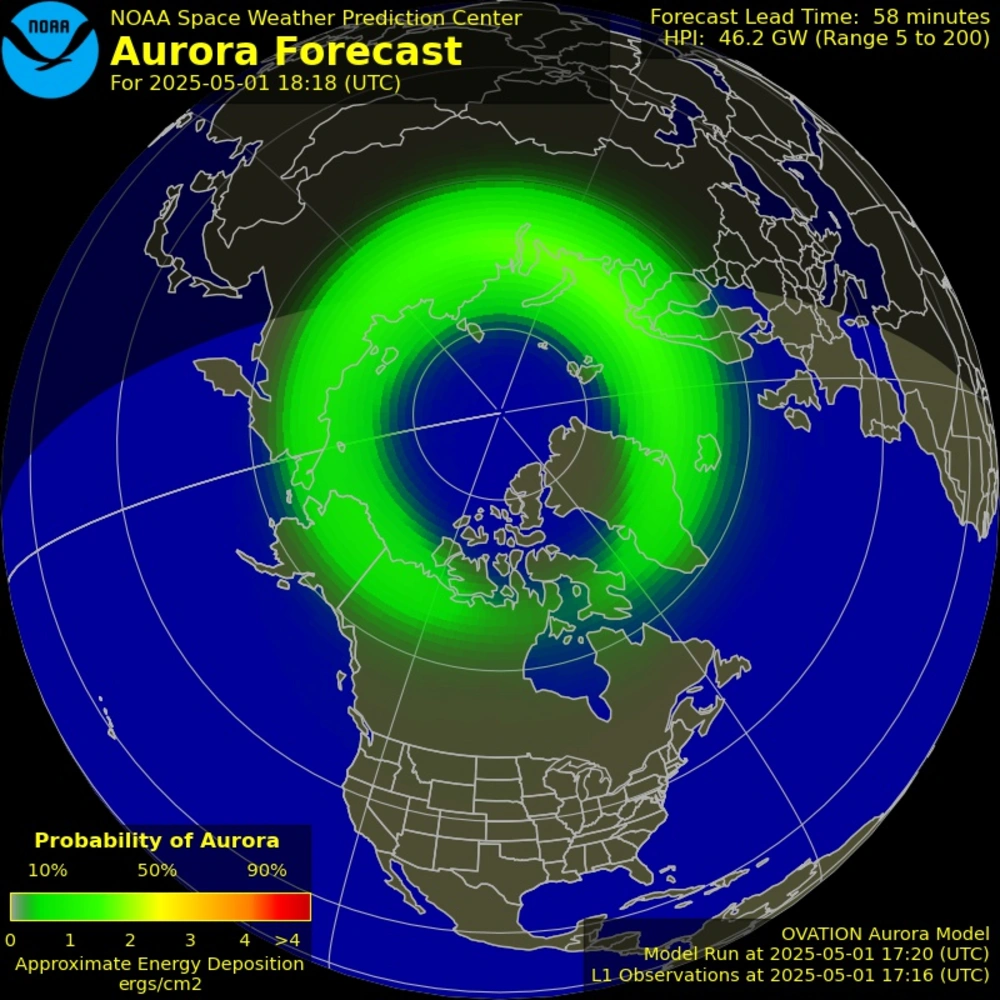 NOAA
NOAA Space Weather Prediction Center
Aurora Forecast
For 2025-05-01 18:18 (UTC)
Forecast Lead Time: 58 minutes
HPI: 46.2 GW (Range 5 to 200)
Probability of Aurora
10% 50% 90%
0 1 2 3 4 >4
Approximate Energy Deposition
ergs/cm2
OVATION Aurora Model
Model Run at 2025-05-01 17:20 (UTC)
L1 Observations at 2025-05-01 17:16 (UTC)